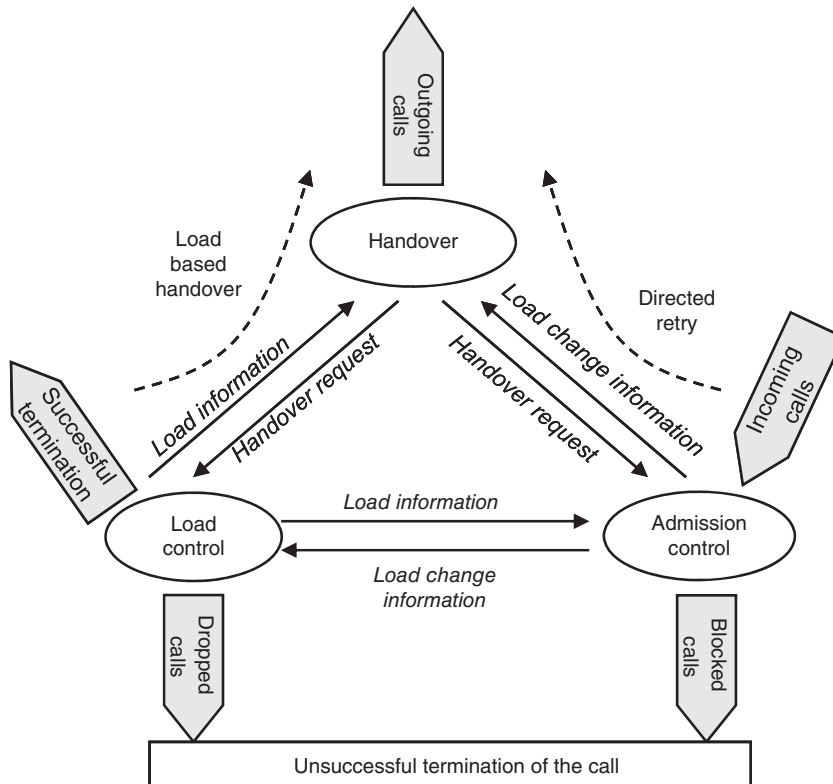 Outgoing
calls
Handover
Load
based
handover
Directed
retry
Load information
Handover request
Handover request
Load change information
Incoming
calls
Successful
termination
Load
control
Load information
Load change
information
Admission
control
Dropped
calls
Blocked
calls
Unsuccessful termination of the call